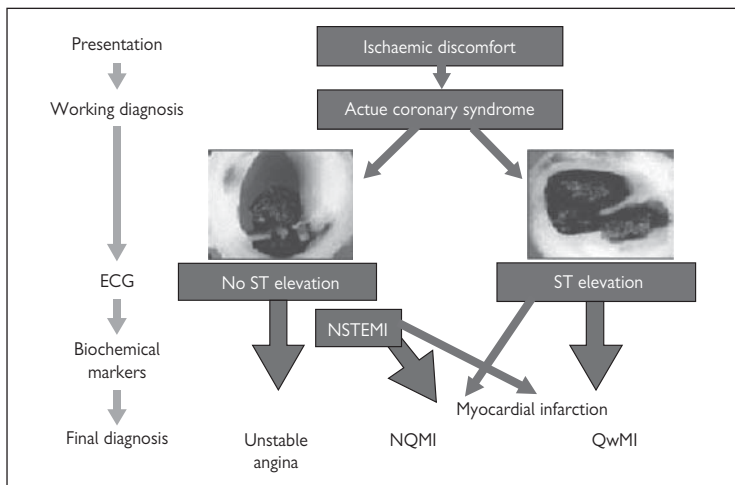 Presentation
Ischaemic discomfort
Working diagnosis
Actue coronary syndrome
ECG
No ST elevation
ST elevation
NSTEMI
Biochemical
markers
Myocardial infarction
Final diagnosis
Unstable
angina
NQMI
QwMI